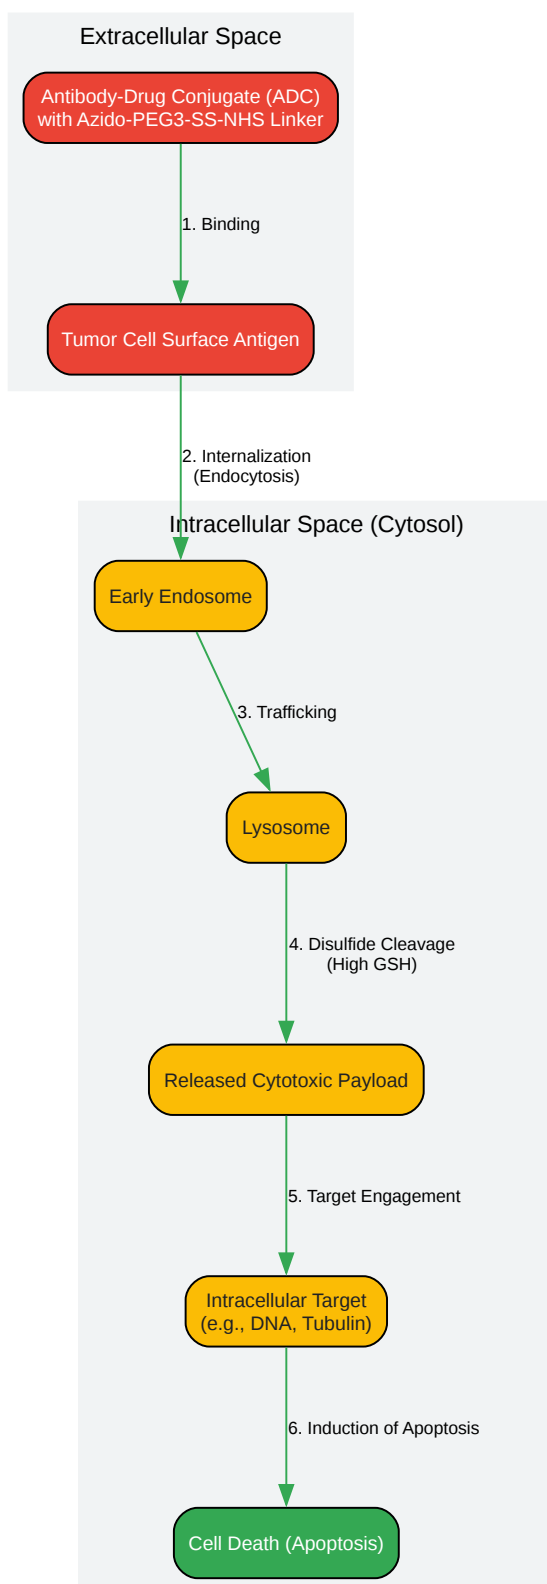 Extracellular Space
Antibody-Drug Conjugate (ADC)
with Azido-PEG3-SS-NHS Linker
1. Binding
Tumor Cell Surface Antigen
2. Internalization
(Endocytosis)
Intracellular Space (Cytosol)
Early Endosome
3. Trafficking
Lysosome
4. Disulfide Cleavage
(High GSH)
Released Cytotoxic Payload
5. Target Engagement
Intracellular Target
(e.g., DNA, Tubulin)
6. Induction of Apoptosis
Cell Death (Apoptosis)